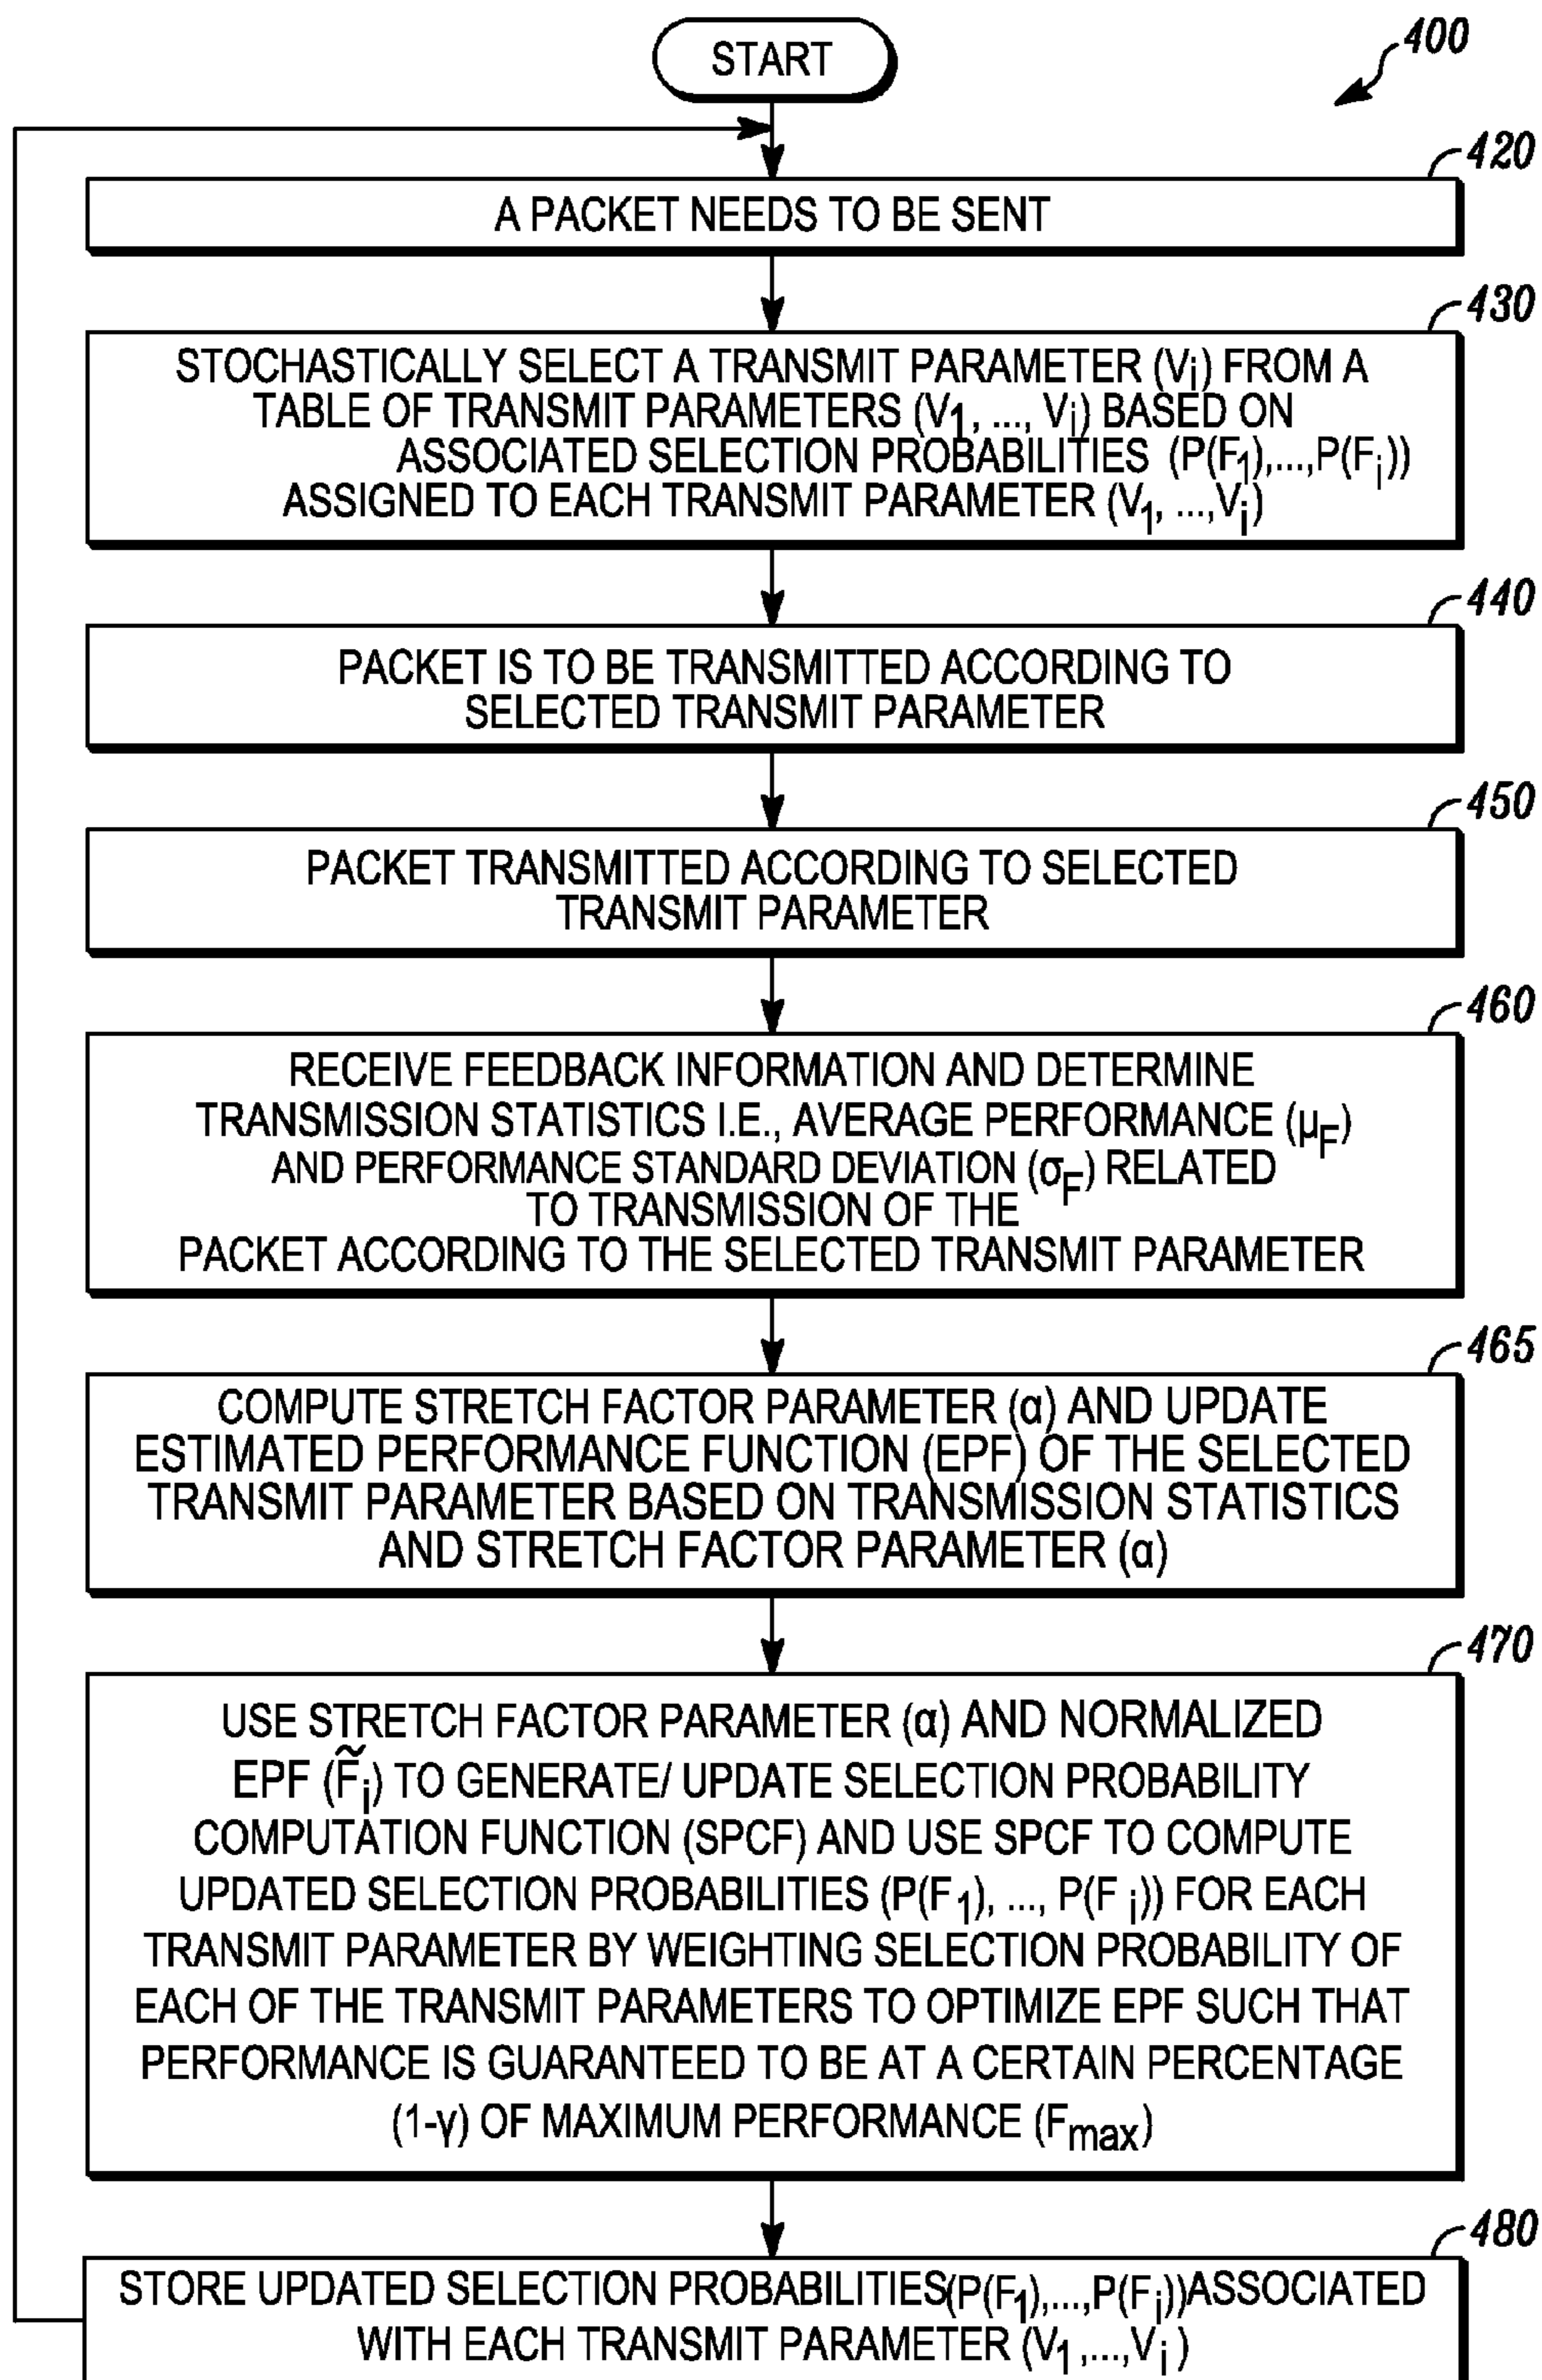 START
400
420
A PACKET NEEDS TO BE SENT
430
STOCHASTICALLY SELECT A TRANSMIT PARAMETER (Vi) FROM A
TABLE OF TRANSMIT PARAMETERS (V1, ..., Vi) BASED ON
ASSOCIATED SELECTION PROBABILITIES (P(F1),...,P(Fi))
ASSIGNED TO EACH TRANSMIT PARAMETER (V1, ...,Vi)
440
PACKET IS TO BE TRANSMITTED ACCORDING TO
SELECTED TRANSMIT PARAMETER
450
PACKET TRANSMITTED ACCORDING TO SELECTED
TRANSMIT PARAMETER
460
RECEIVE FEEDBACK INFORMATION AND DETERMINE
TRANSMISSION STATISTICS I.E., AVERAGE PERFORMANCE (μF)
AND PERFORMANCE STANDARD DEVIATION (σF) RELATED
TO TRANSMISSION OF THE
PACKET ACCORDING TO THE SELECTED TRANSMIT PARAMETER
465
COMPUTE STRETCH FACTOR PARAMETER (α) AND UPDATE
ESTIMATED PERFORMANCE FUNCTION (EPF) OF THE SELECTED
TRANSMIT PARAMETER BASED ON TRANSMISSION STATISTICS
AND STRETCH FACTOR PARAMETER (α)
470
USE STRETCH FACTOR PARAMETER (α) AND NORMALIZED
EPF (F̃i) TO GENERATE/ UPDATE SELECTION PROBABILITY
COMPUTATION FUNCTION (SPCF) AND USE SPCF TO COMPUTE
UPDATED SELECTION PROBABILITIES (P(F1), ..., P(Fi)) FOR EACH
TRANSMIT PARAMETER BY WEIGHTING SELECTION PROBABILITY OF
EACH OF THE TRANSMIT PARAMETERS TO OPTIMIZE EPF SUCH THAT
PERFORMANCE IS GUARANTEED TO BE AT A CERTAIN PERCENTAGE
(1-γ) OF MAXIMUM PERFORMANCE (Fmax)
480
STORE UPDATED SELECTION PROBABILITIES(P(F1),...,P(Fi))ASSOCIATED
WITH EACH TRANSMIT PARAMETER (V1,...,Vi)